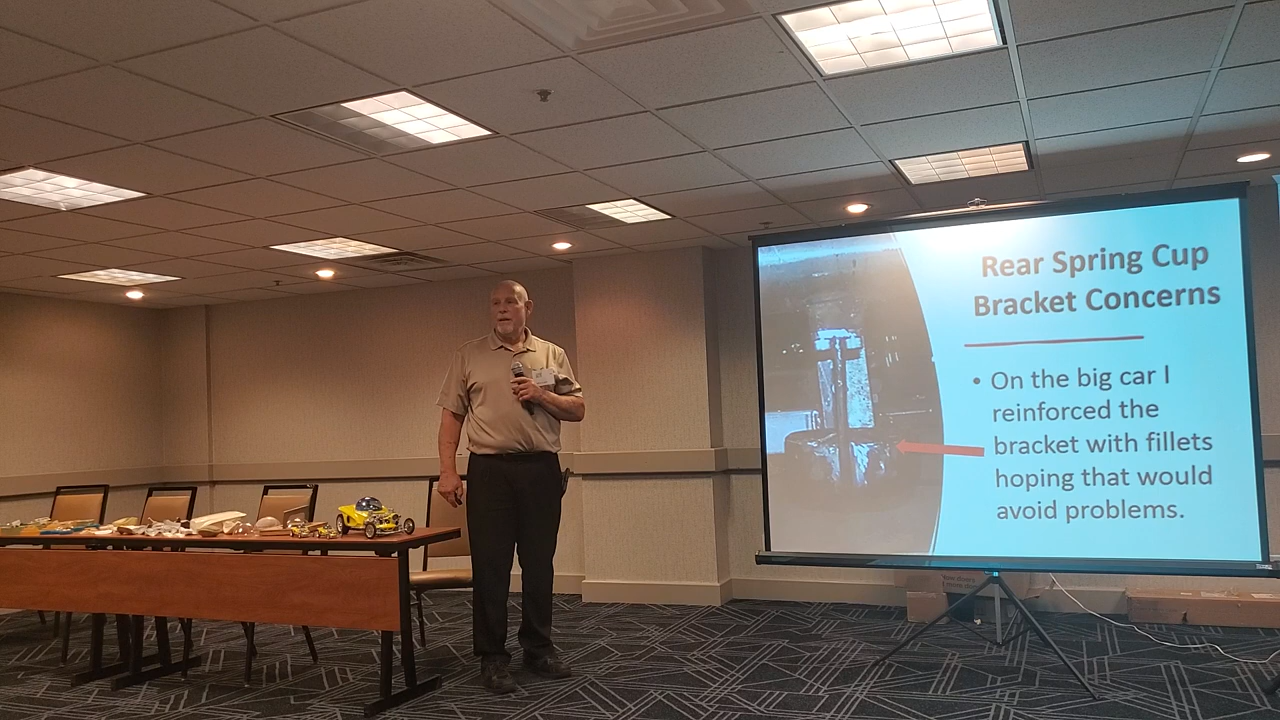 Rear Spring Cup
Bracket Concerns
• On the big car I
reinforced the
bracket with fillets
hoping that would
avoid problems.